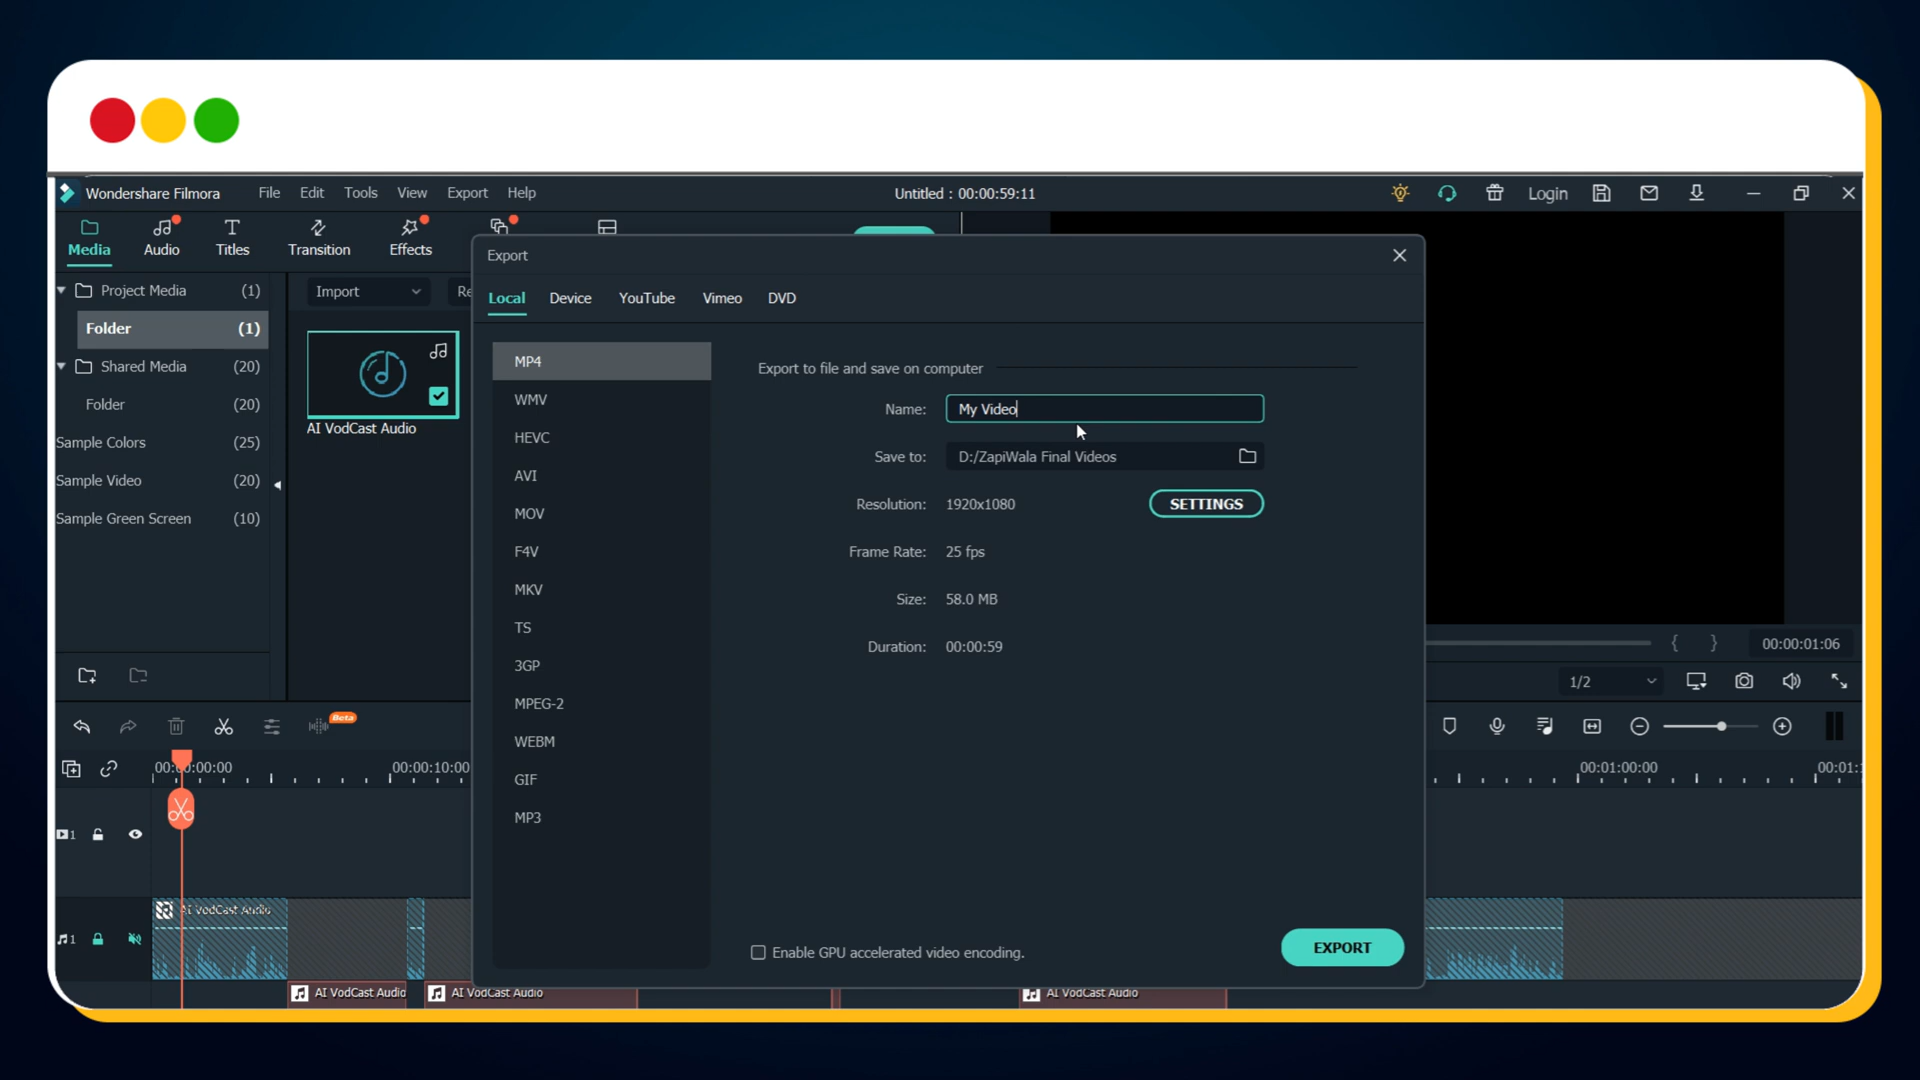 Wondershare Filmora File Edit Tools View Export Help Untitled : 00:00:59:11 Login
Media Audio Titles Transition Effects
Project Media (1)
Folder (1)
Shared Media (20)
Folder (20)
Sample Colors (25)
Sample Video (20)
Sample Green Screen (10)
Import
Re
AI VodCast Audio
Export
Local Device YouTube Vimeo DVD
MP4
WMV
HEVC
AVI
MOV
F4V
MKV
TS
3GP
MPEG-2
WEBM
GIF
MP3
Export to file and save on computer
Name: My Video
Save to: D:/ZapiWala Final Videos
Resolution: 1920x1080 SETTINGS
Frame Rate: 25 fps
Size: 58.0 MB
Duration: 00:00:59
Enable GPU accelerated video encoding.
EXPORT
{ } 00:00:01:06
1/2
Beta
00:00:00:00 00:00:10:00 00:01:00:00 00:01:
1
AI VodCast Audio
1
AI VodCast Audio AI VodCast Audio AI VodCast Audio